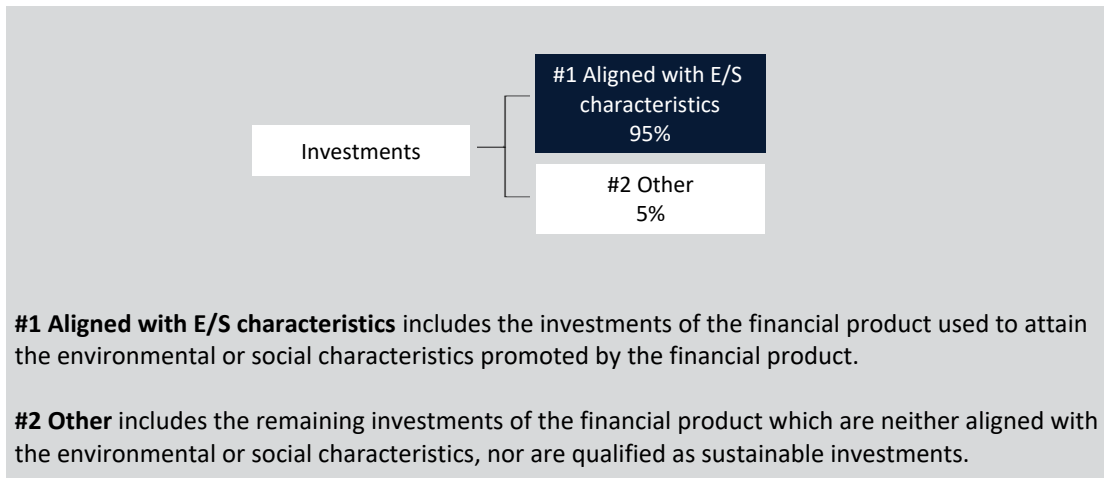 #1 Aligned with E/S
characteristics
95%
Investments
#2 Other
5%
#1 Aligned with E/S characteristics includes the investments of the financial product used to attain
the environmental or social characteristics promoted by the financial product.
#2 Other includes the remaining investments of the financial product which are neither aligned with
the environmental or social characteristics, nor are qualified as sustainable investments.